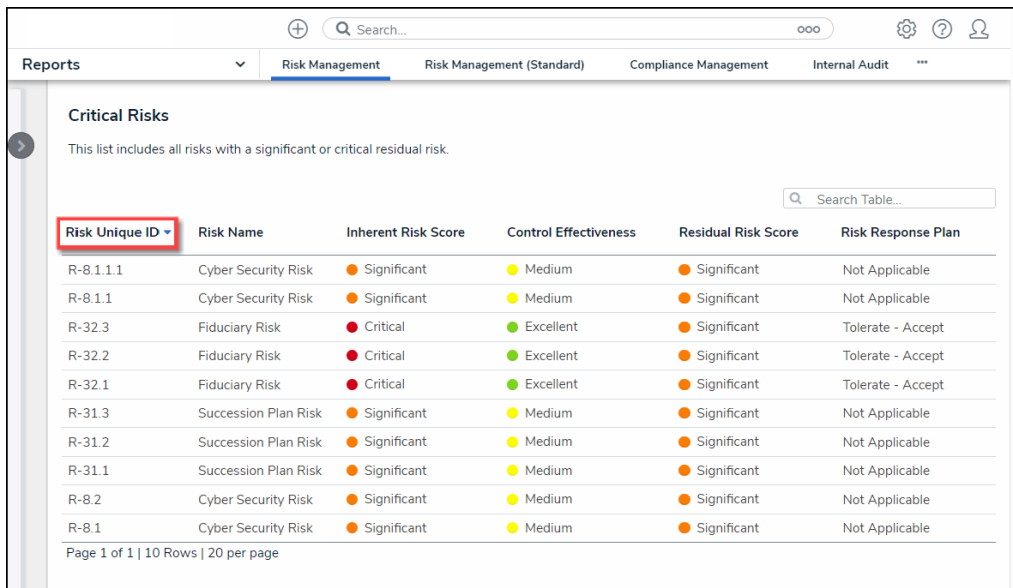 Search... ooo
Reports Risk Management Risk Management (Standard) Compliance Management Internal Audit ...
Critical Risks
This list includes all risks with a significant or critical residual risk.
Search Table...
Risk Unique ID Risk Name Inherent Risk Score Control Effectiveness Residual Risk Score Risk Response Plan
R-8.1.1.1 Cyber Security Risk Significant Medium Significant Not Applicable
R-8.1.1 Cyber Security Risk Significant Medium Significant Not Applicable
R-32.3 Fiduciary Risk Critical Excellent Significant Tolerate - Accept
R-32.2 Fiduciary Risk Critical Excellent Significant Tolerate - Accept
R-32.1 Fiduciary Risk Critical Excellent Significant Tolerate - Accept
R-31.3 Succession Plan Risk Significant Medium Significant Not Applicable
R-31.2 Succession Plan Risk Significant Medium Significant Not Applicable
R-31.1 Succession Plan Risk Significant Medium Significant Not Applicable
R-8.2 Cyber Security Risk Significant Medium Significant Not Applicable
R-8.1 Cyber Security Risk Significant Medium Significant Not Applicable
Page 1 of 1 | 10 Rows | 20 per page